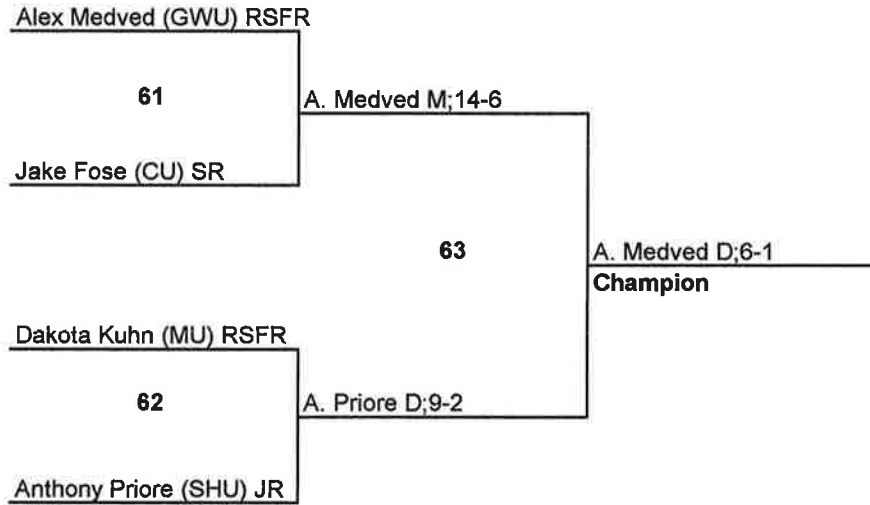 Alex Medved (GWU) RSFR
61
A. Medved M;14-6
Jake Fose (CU) SR
63
A. Medved D;6-1
Champion
Dakota Kuhn (MU) RSFR
62
A. Priore D;9-2
Anthony Priore (SHU) JR